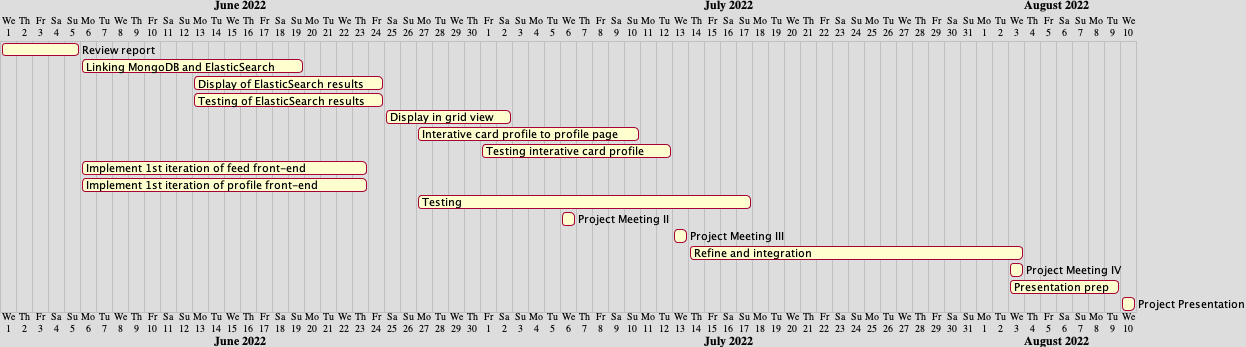 June 2022 July 2022 August 2022
We Th Fr Sa Su Mo Tu We Th Fr Sa Su Mo Tu We Th Fr Sa Su Mo Tu We Th Fr Sa Su Mo Tu We Th Fr Sa Su Mo Tu We Th Fr Sa Su Mo Tu We Th Fr Sa Su Mo Tu We Th Fr Sa Su Mo Tu We Th Fr Sa Su Mo Tu We Th Fr Sa Su Mo Tu We
1 2 3 4 5 6 7 8 9 10 11 12 13 14 15 16 17 18 19 20 21 22 23 24 25 26 27 28 29 30 1 2 3 4 5 6 7 8 9 10 11 12 13 14 15 16 17 18 19 20 21 22 23 24 25 26 27 28 29 30 31 1 2 3 4 5 6 7 8 9 10
Review report
Linking MongoDB and ElasticSearch
Display of ElasticSearch results
Testing of ElasticSearch results
Display in grid view
Interative card profile to profile page
Testing interative card profile
Implement 1st iteration of feed front-end
Implement 1st iteration of profile front-end
Testing
Project Meeting II
Project Meeting III
Refine and integration
Project Meeting IV
Presentation prep
Project Presentation
We Th Fr Sa Su Mo Tu We Th Fr Sa Su Mo Tu We Th Fr Sa Su Mo Tu We Th Fr Sa Su Mo Tu We Th Fr Sa Su Mo Tu We Th Fr Sa Su Mo Tu We Th Fr Sa Su Mo Tu We Th Fr Sa Su Mo Tu We Th Fr Sa Su Mo Tu We Th Fr Sa Su Mo Tu We
1 2 3 4 5 6 7 8 9 10 11 12 13 14 15 16 17 18 19 20 21 22 23 24 25 26 27 28 29 30 1 2 3 4 5 6 7 8 9 10 11 12 13 14 15 16 17 18 19 20 21 22 23 24 25 26 27 28 29 30 31 1 2 3 4 5 6 7 8 9 10
June 2022 July 2022 August 2022